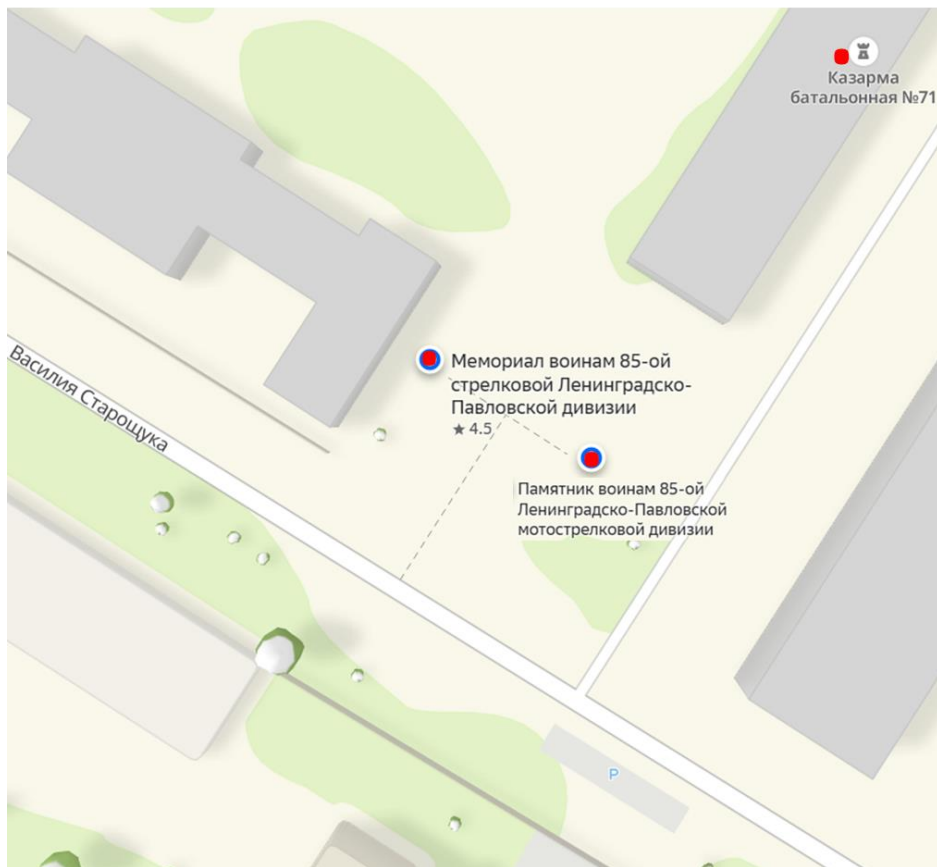 Казарма
батальонная №71
Василия Старощука
Мемориал воинам 85-ой
стрелковой Ленинградско-
Павловской дивизии
★ 4.5
Памятник воинам 85-ой
Ленинградско-Павловской
мотострелковой дивизии
P